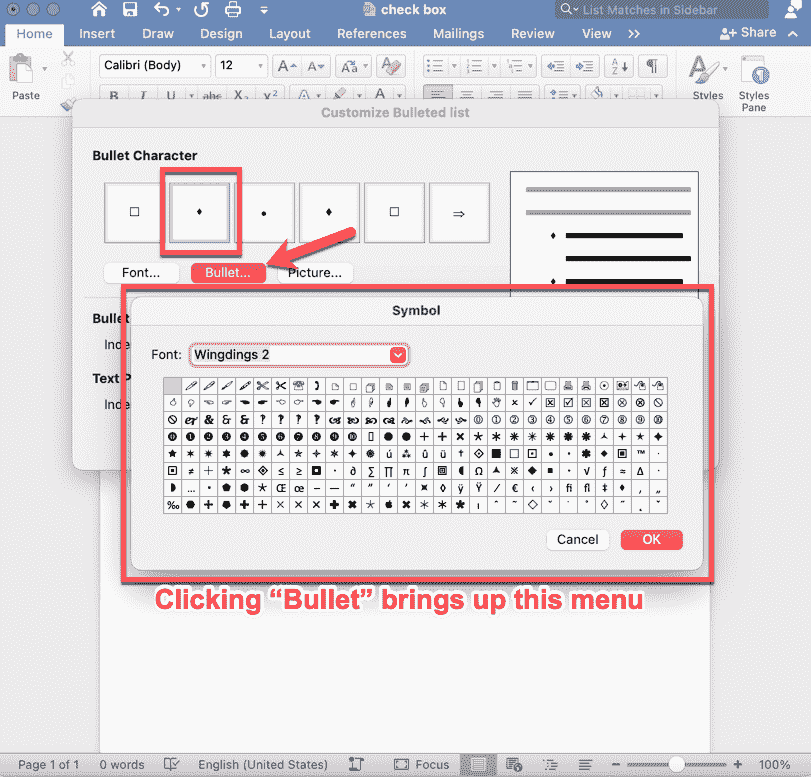 check box
List Matches in Sidebar
Home Insert Draw Design Layout References Mailings Review View >> Share
Calibri (Body) 12
Paste
Styles Styles Pane
Customize Bulleted list
Bullet Character
Font... Bullet... Picture...
Bullet
Inde
Text P
Inde
Symbol
Font: Wingdings 2
Cancel OK
Clicking “Bullet” brings up this menu
Page 1 of 1 0 words English (United States) Focus 100%